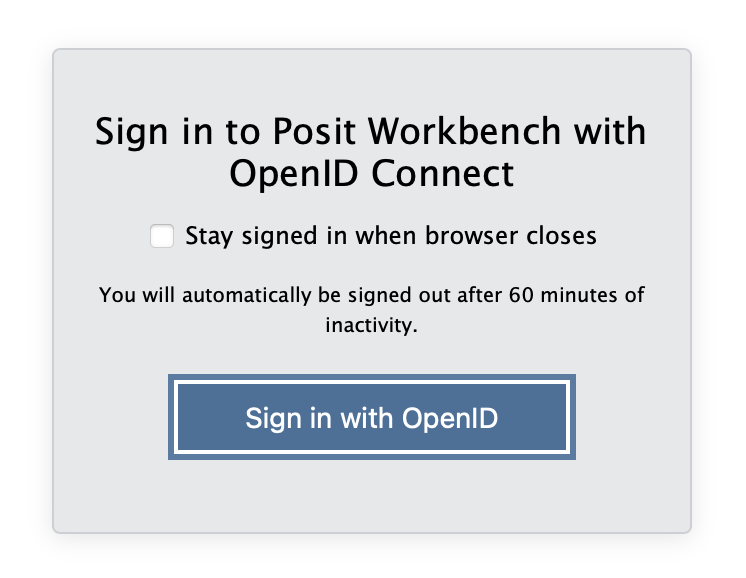 Sign in to Posit Workbench with
OpenID Connect
Stay signed in when browser closes
You will automatically be signed out after 60 minutes of
inactivity.
Sign in with OpenID